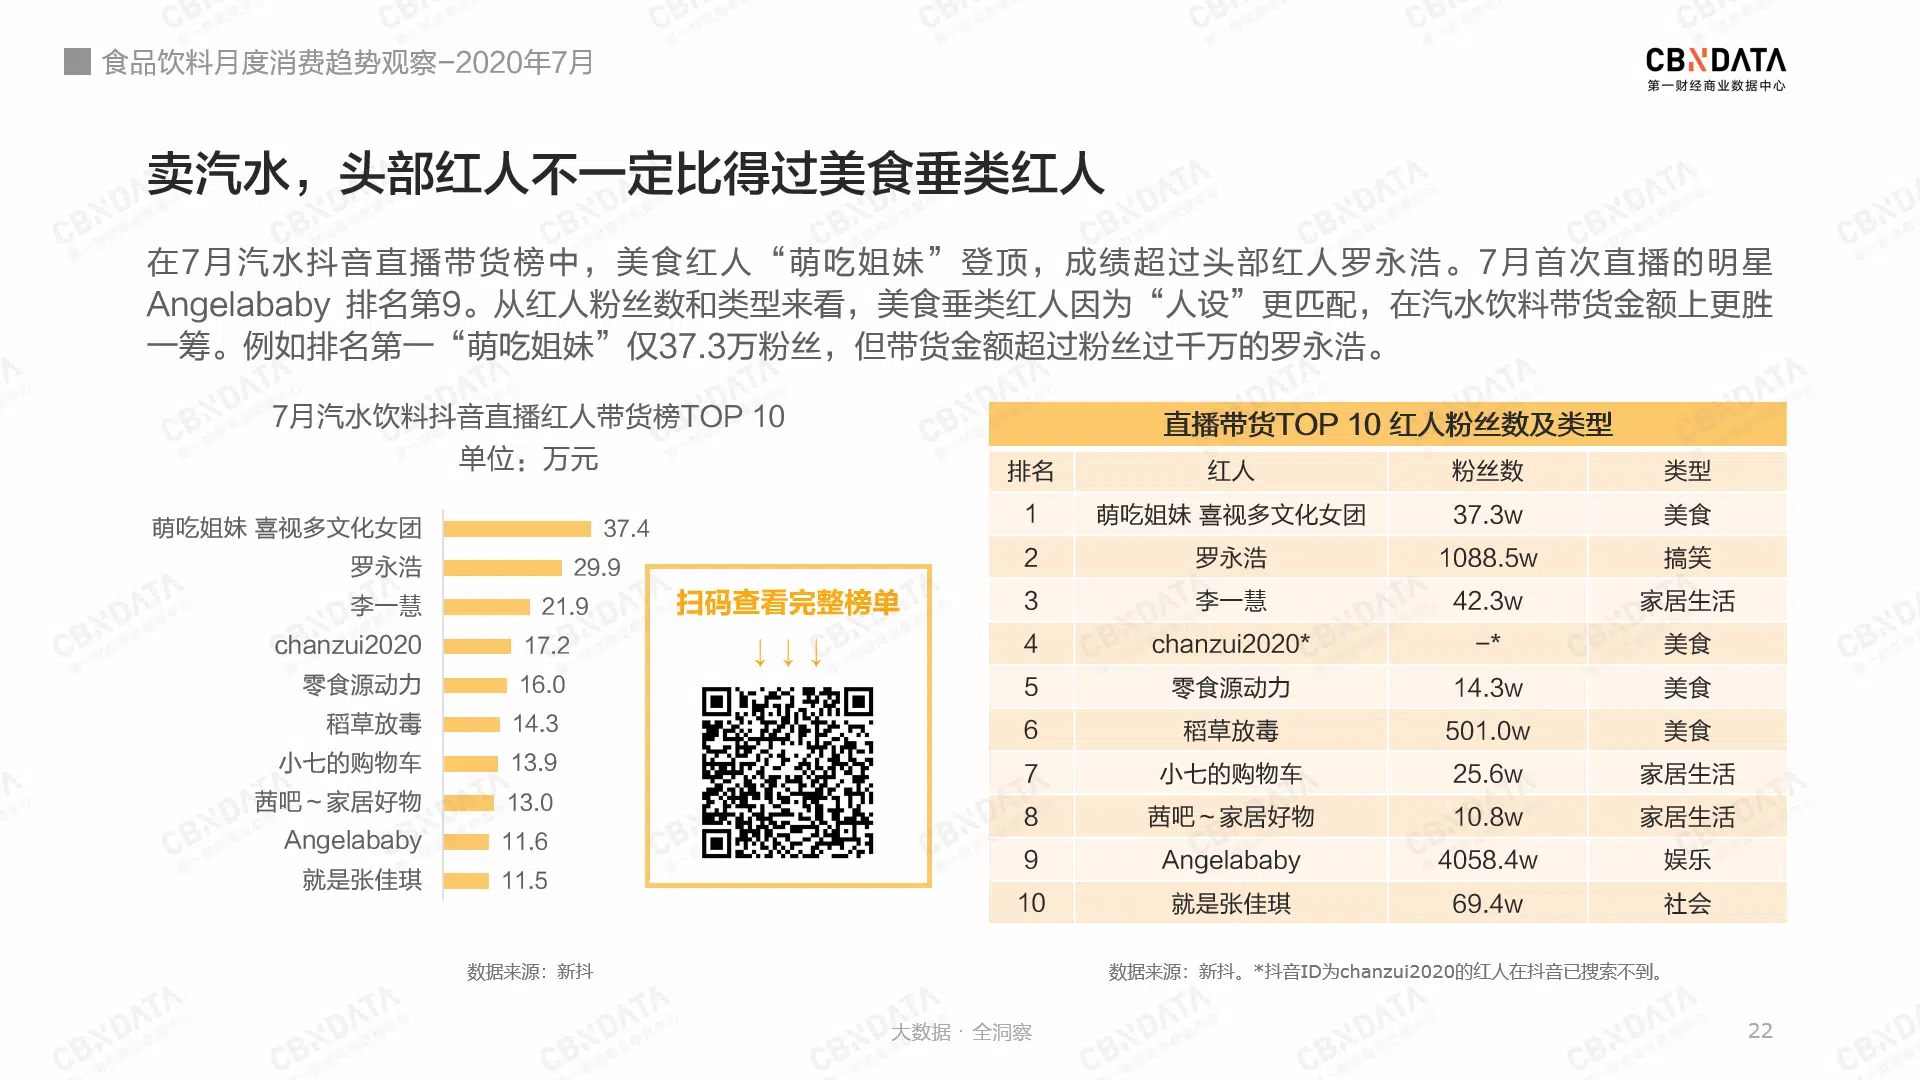 食品饮料月度消费趋势观察–2020年7月
CBNDATA
第一财经商业数据中心
卖汽水，头部红人不一定比得过美食垂类红人
在7月汽水抖音直播带货榜中，美食红人“萌吃姐妹”登顶，成绩超过头部红人罗永浩。7月首次直播的明星
Angelababy 排名第9。从红人粉丝数和类型来看，美食垂类红人因为“人设”更匹配，在汽水饮料带货金额上更胜
一筹。例如排名第一“萌吃姐妹”仅37.3万粉丝，但带货金额超过粉丝过千万的罗永浩。
7月汽水饮料抖音直播红人带货榜TOP 10
单位：万元
萌吃姐妹 喜视多文化女团 37.4
罗永浩 29.9
李一慧 21.9
chanzui2020 17.2
零食源动力 16.0
稻草放毒 14.3
小七的购物车 13.9
茜吧～家居好物 13.0
Angelababy 11.6
就是张佳琪 11.5
扫码查看完整榜单
↓ ↓ ↓
数据来源：新抖
直播带货TOP 10 红人粉丝数及类型
排名 红人 粉丝数 类型
1 萌吃姐妹 喜视多文化女团 37.3w 美食
2 罗永浩 1088.5w 搞笑
3 李一慧 42.3w 家居生活
4 chanzui2020* –* 美食
5 零食源动力 14.3w 美食
6 稻草放毒 501.0w 美食
7 小七的购物车 25.6w 家居生活
8 茜吧～家居好物 10.8w 家居生活
9 Angelababy 4058.4w 娱乐
10 就是张佳琪 69.4w 社会
数据来源：新抖。*抖音ID为chanzui2020的红人在抖音已搜索不到。
大数据 · 全洞察
22